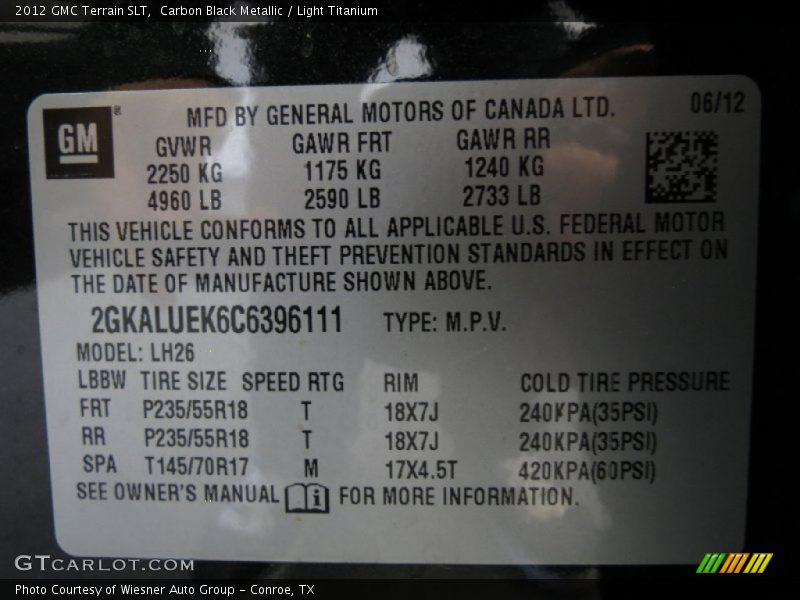 2012 GMC Terrain SLT,  Carbon Black Metallic / Light Titanium
GM®
MFD BY GENERAL MOTORS OF CANADA LTD. 06/12
GVWR GAWR FRT GAWR RR
2250 KG 1175 KG 1240 KG
4960 LB 2590 LB 2733 LB
THIS VEHICLE CONFORMS TO ALL APPLICABLE U.S. FEDERAL MOTOR
VEHICLE SAFETY AND THEFT PREVENTION STANDARDS IN EFFECT ON
THE DATE OF MANUFACTURE SHOWN ABOVE.
2GKALUEK6C6396111 TYPE: M.P.V.
MODEL: LH26
LBBW TIRE SIZE SPEED RTG RIM COLD TIRE PRESSURE
FRT P235/55R18 T 18X7J 240KPA(35PSI)
RR P235/55R18 T 18X7J 240KPA(35PSI)
SPA T145/70R17 M 17X4.5T 420KPA(60PSI)
SEE OWNER'S MANUAL i FOR MORE INFORMATION.
GTCARLOT.COM
Photo Courtesy of Wiesner Auto Group - Conroe, TX